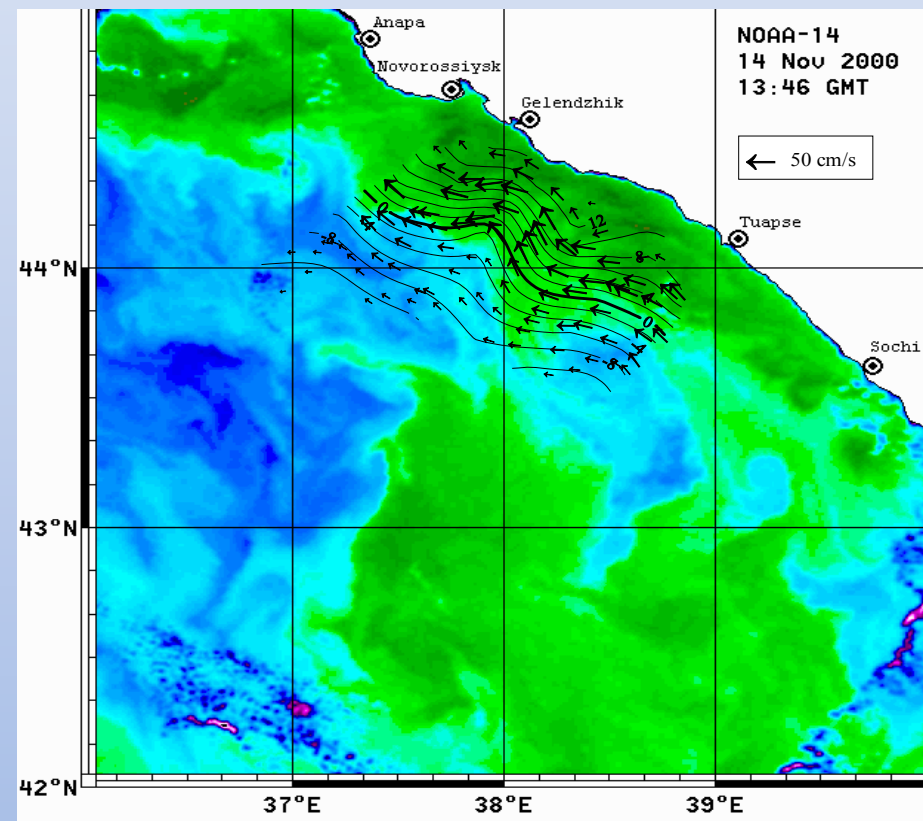 Anapa
NOAA-14
14 Nov 2000
13:46 GMT
Novorossiysk
Gelendzhik
50 cm/s
Tuapse
12
8
0
-8
44°N
0
-4
-8
Sochi
43°N
42°N
37°E
38°E
39°E